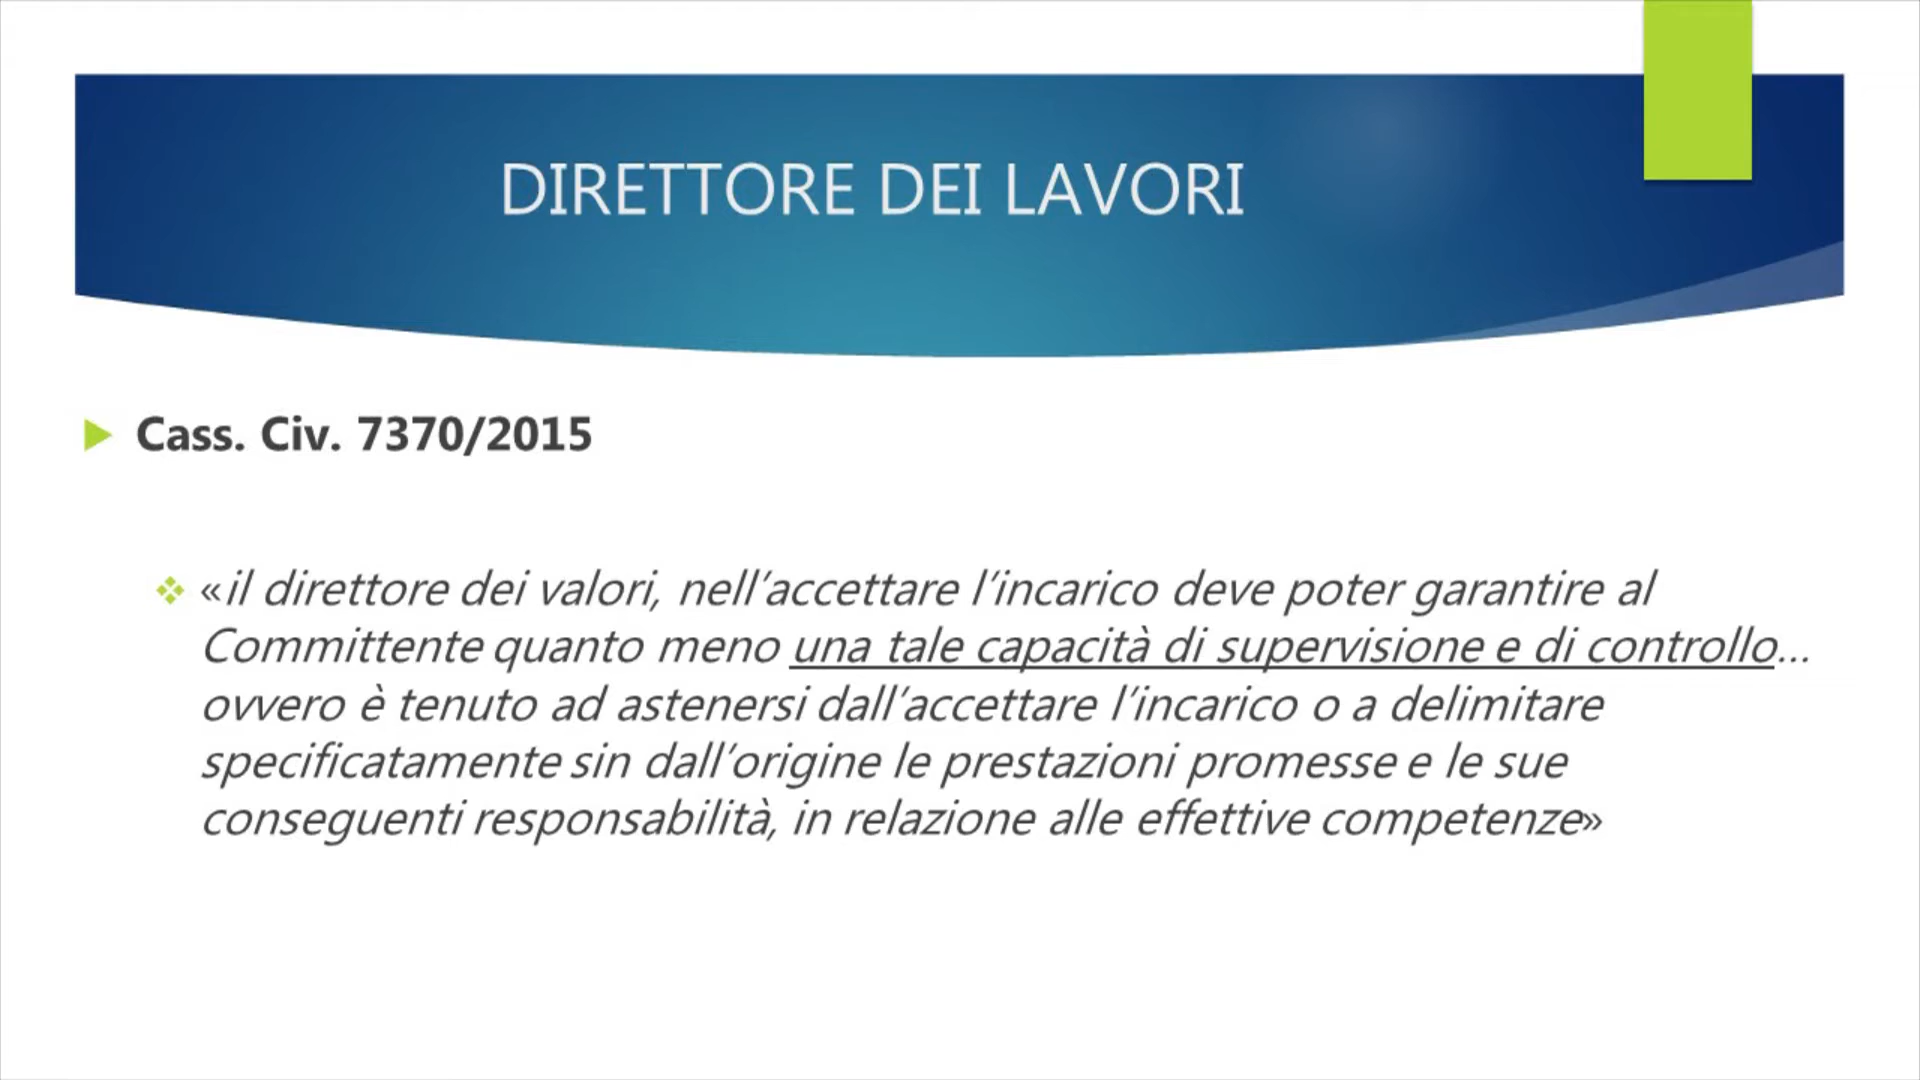 DIRETTORE DEI LAVORI
Cass. Civ. 7370/2015
«il direttore dei valori, nell’accettare l’incarico deve poter garantire al
Committente quanto meno una tale capacità di supervisione e di controllo…
ovvero è tenuto ad astenersi dall’accettare l’incarico o a delimitare
specificatamente sin dall’origine le prestazioni promesse e le sue
conseguenti responsabilità, in relazione alle effettive competenze»